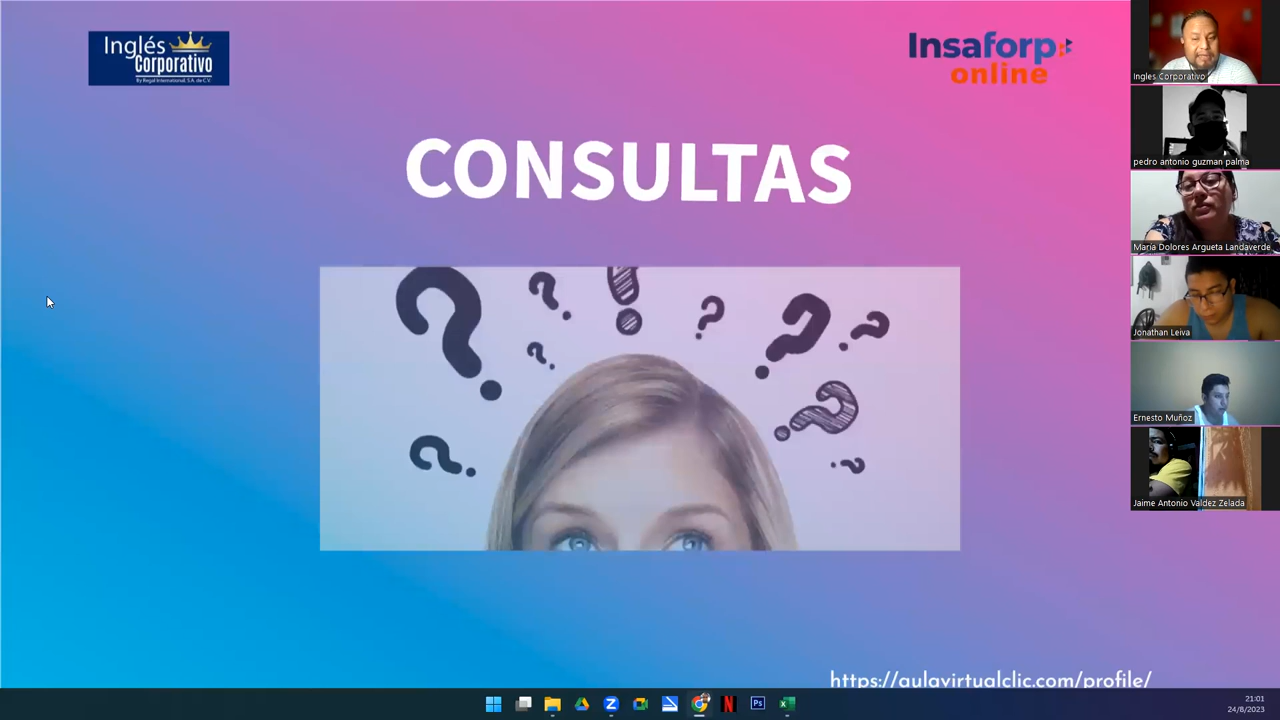 Inglés
Corporativo
By Regal International, S.A. de C.V.
Insaforp
online
CONSULTAS
https://aulavirtualclic.com/profile/
Ingles Corporativo
pedro antonio guzman palma
María Dolores Argueta Landaverde
Jonathan Leiva
Ernesto Muñoz
Jaime Antonio Valdez Zelada
21:01
24/8/2023